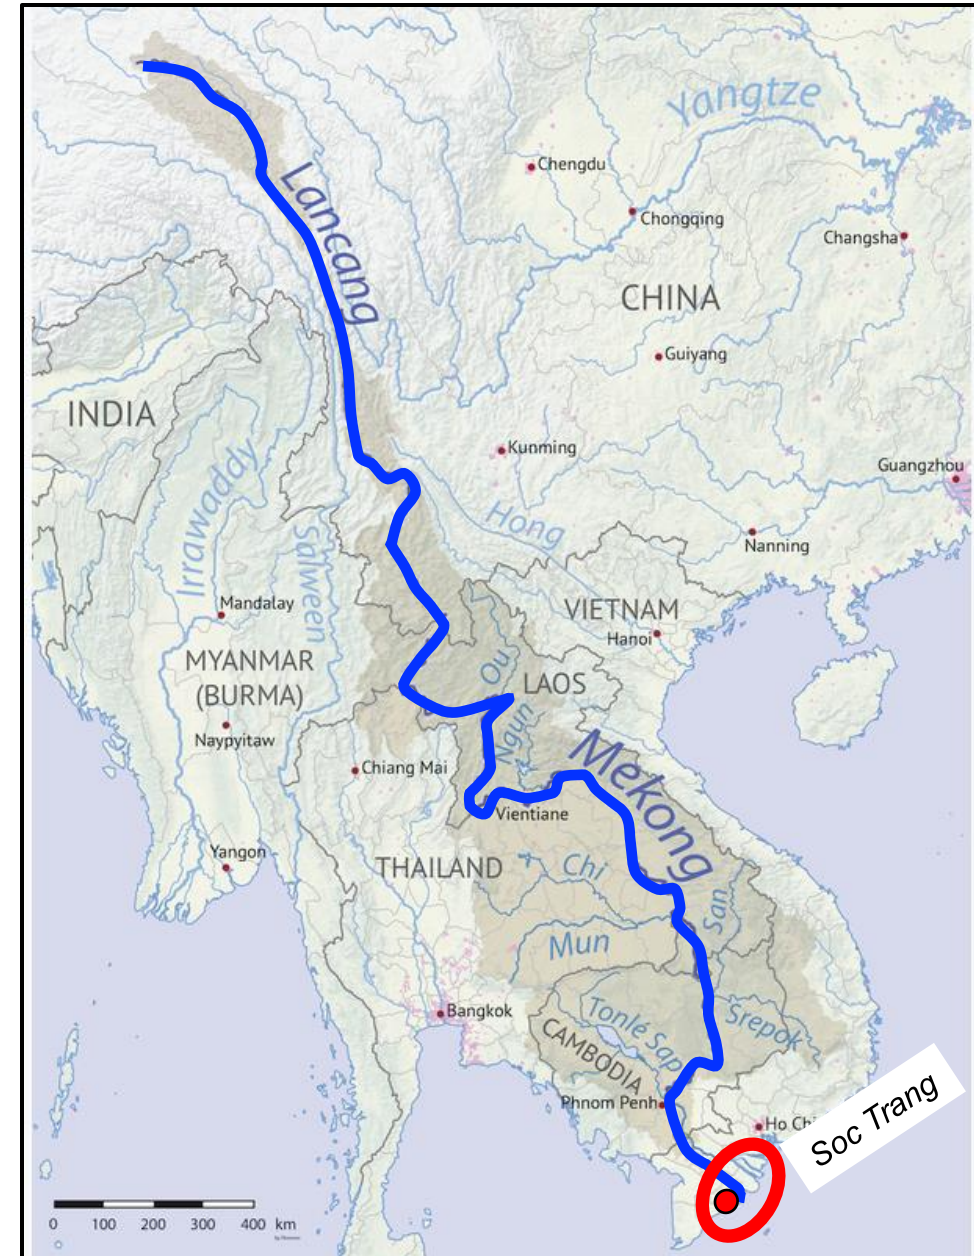 Yangtze
Chengdu
Chongqing
Lancang
Changsha
CHINA
Guiyang
INDIA
Kunming
Guangzhou
Irrawaddy
Hong
Salween
Nanning
Mandalay
VIETNAM
Hanoi
MYANMAR
(BURMA)
Ou
LAOS
Ngun
Naypyitaw
Mekong
Chiang Mai
Vientiane
Yangon
THAILAND
Chi
San
Mun
Bangkok
Tonlé Sap
Srepok
CAMBODIA
Phnom Penh
Ho Chi
Soc Trang
0 100 200 300 400 km